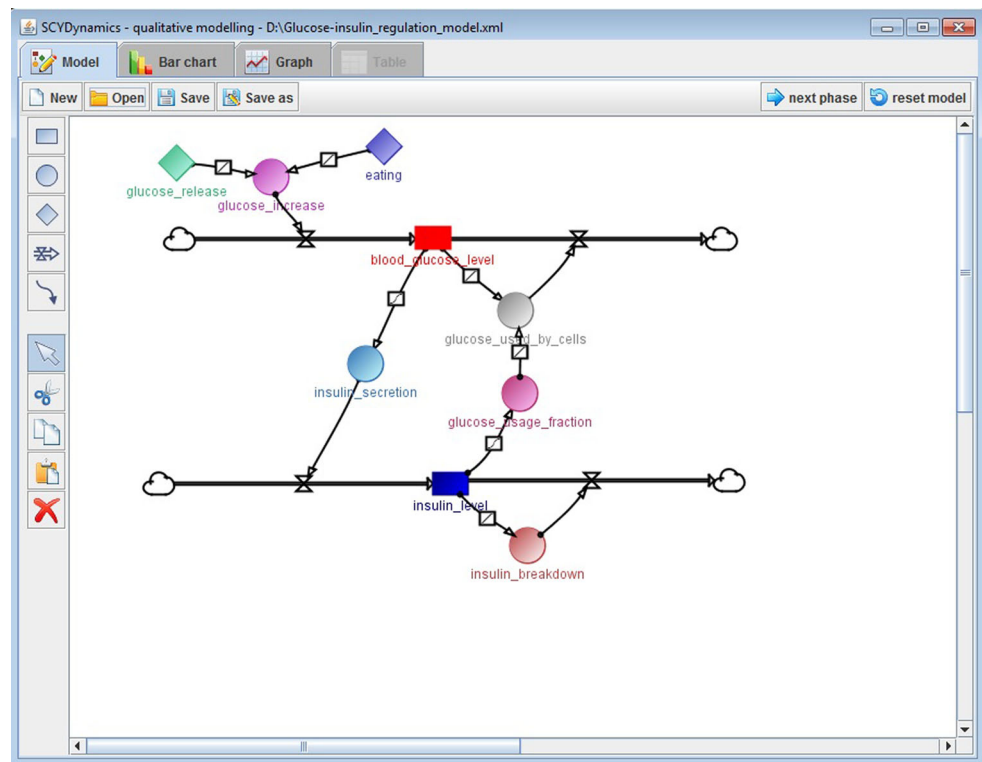 SCYDynamics - qualitative modelling - D:\Glucose-insulin_regulation_model.xml
Model Bar chart Graph Table
New Open Save Save as next phase reset model
eating
glucose_release
glucose_increase
blood_glucose_level
glucose_used_by_cells
insulin_secretion
glucose_usage_fraction
insulin_level
insulin_breakdown